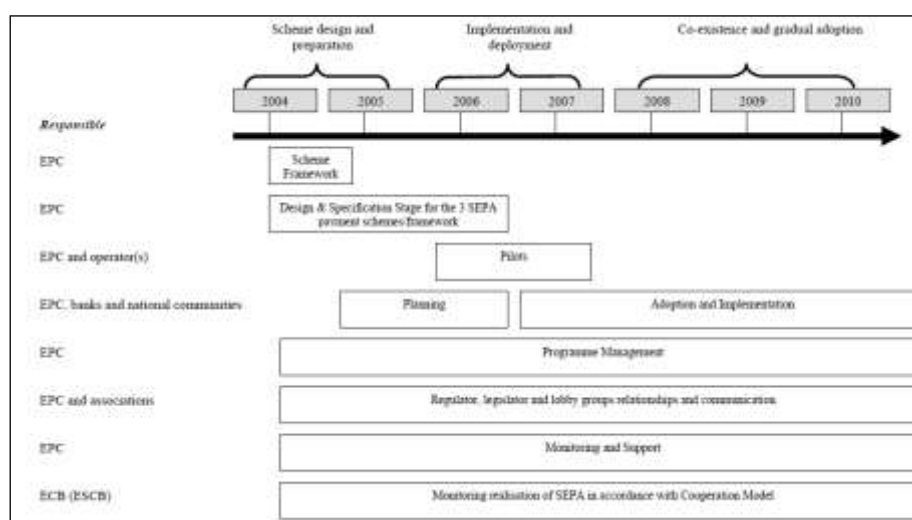 Scheme design and
preparation
Implementation and
deployment
Co-existence and gradual adoption
2004
2005
2006
2007
2008
2009
2010
Responsible
EPC
Scheme
Framework
EPC
Design & Specification Stage for the 3 SEPA
payment schemes/framework
EPC and operator(s)
Pilots
EPC, banks and national communities
Planning
Adoption and Implementation
EPC
Programme Management
EPC and associations
Regulator, legislator and lobby groups relationships and communication
EPC
Monitoring and Support
ECB (ESCB)
Monitoring realisation of SEPA in accordance with Cooperation Model